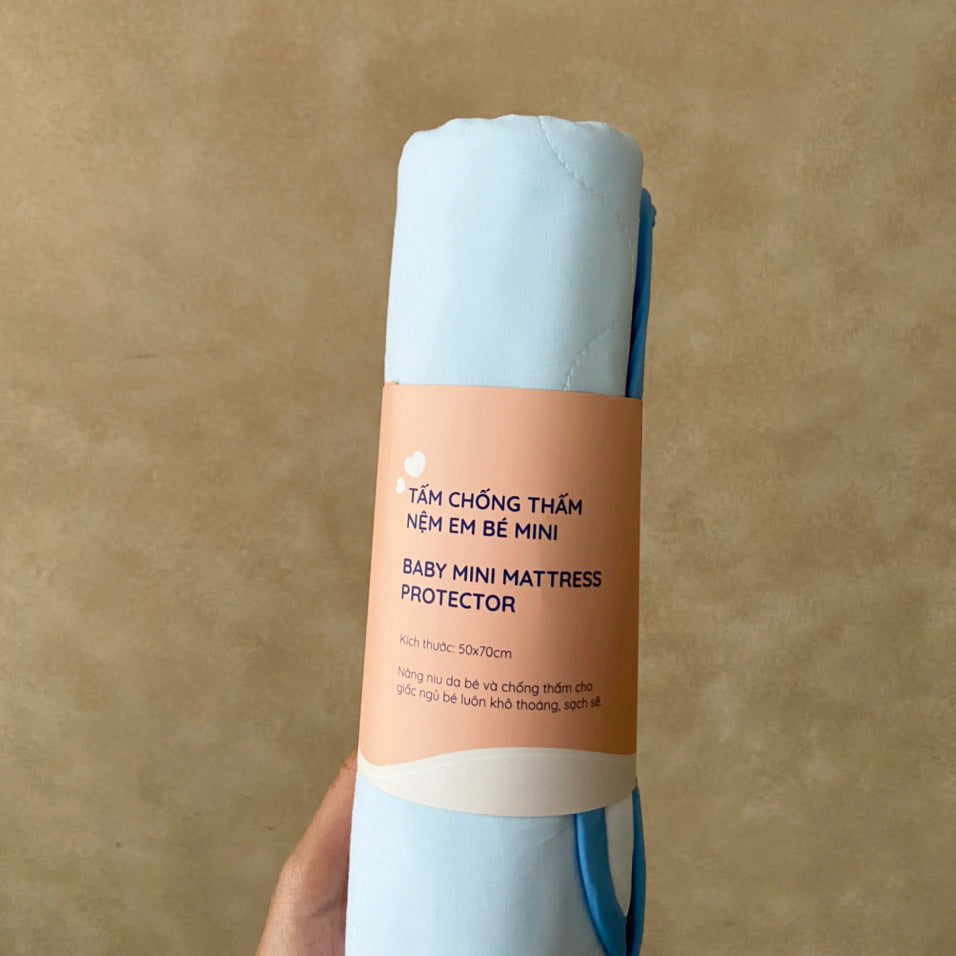 TẤM CHỐNG THẤM
NỆM EM BÉ MINI
BABY MINI MATTRESS
PROTECTOR
Kích thước: 50x70cm
Nâng niu da bé và chống thấm cho
giấc ngủ bé luôn khô thoáng, sạch sẽ.